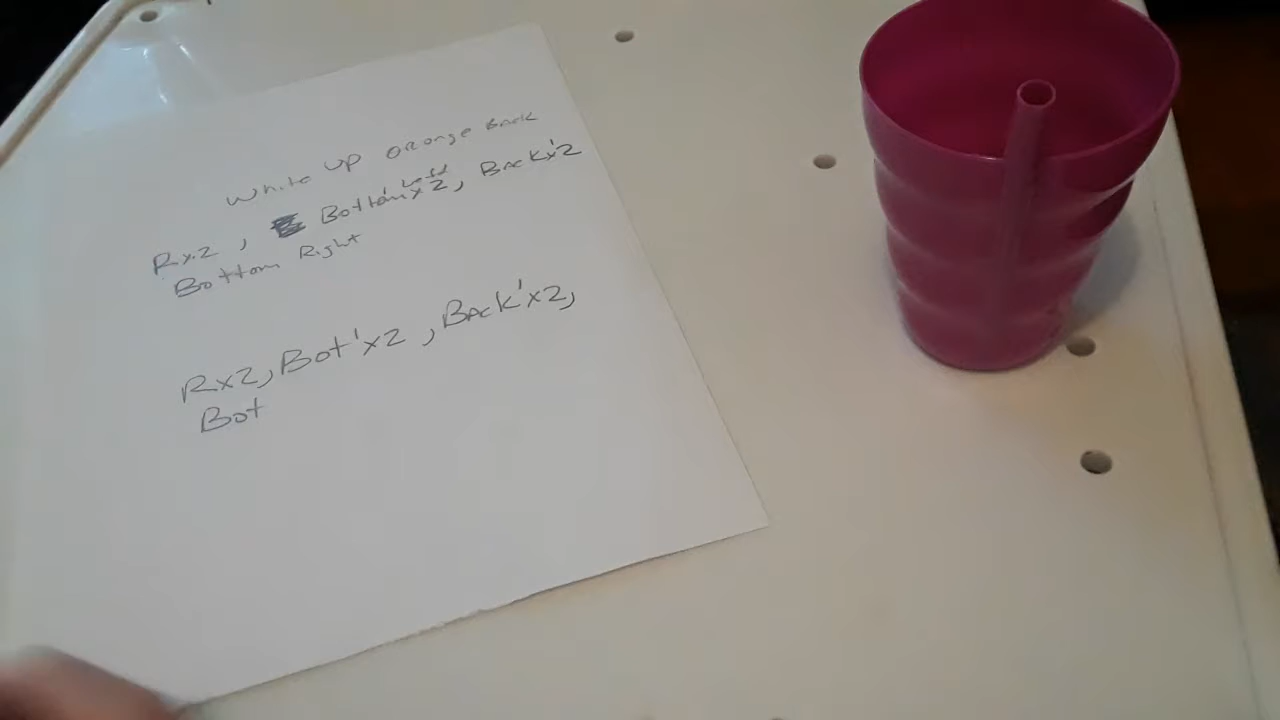 White up orange Back
Rx2, Bottom'x2, Back'x2
Left
Bottom Right
Rx2, Bot'x2, Back'x2,
Bot